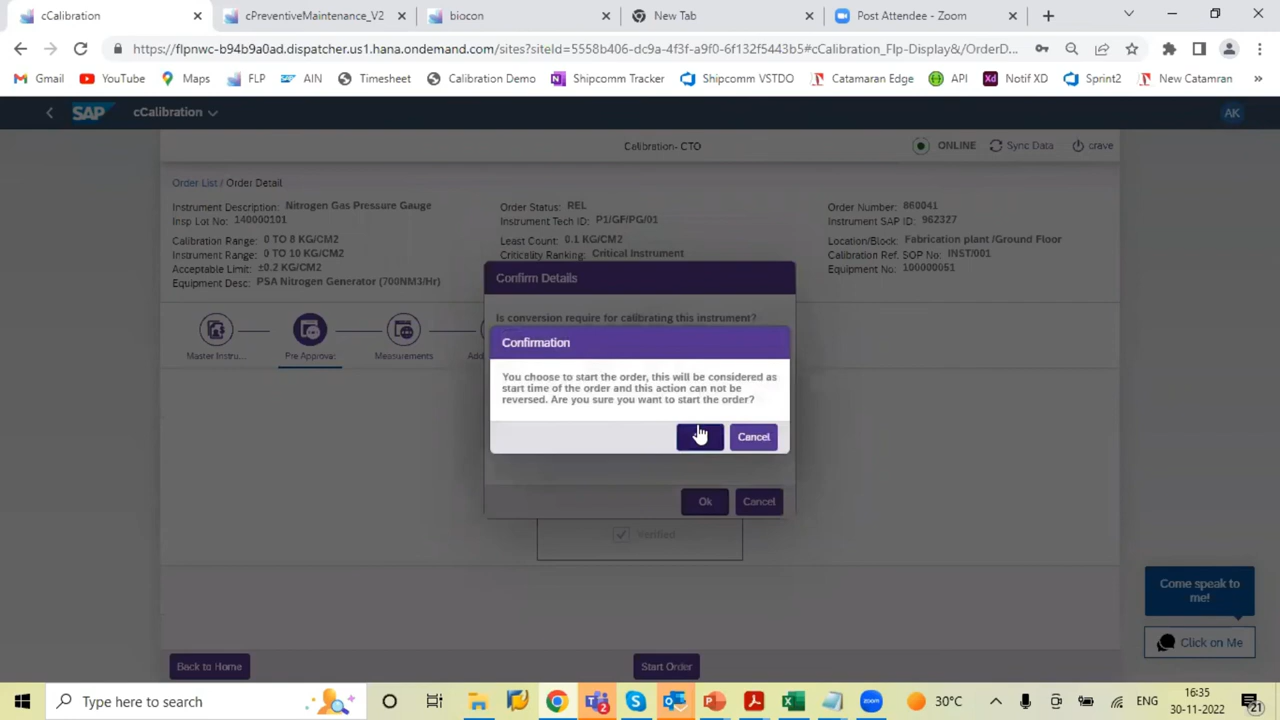 cCalibration
cPreventiveMaintenance_V2
biocon
New Tab
Post Attendee - Zoom
https://flpnwc-b94b9a0ad.dispatcher.us1.hana.ondemand.com/sites?siteId=5558b406-dc9a-4f3f-a9f0-6f132f5443b5#cCalibration_Flp-Display&/OrderD...
Gmail
YouTube
Maps
FLP
AIN
Timesheet
Calibration Demo
Shipcomm Tracker
Shipcomm VSTDO
Catamaran Edge
API
Notif XD
Sprint2
New Catamran
»
SAP
cCalibration
AK
Calibration- CTO
ONLINE
Sync Data
crave
Order List / Order Detail
Instrument Description: Nitrogen Gas Pressure Gauge
Order Status: REL
Order Number: 860041
Insp Lot No: 140000101
Instrument Tech ID: P1/GF/PG/01
Instrument SAP ID: 962327
Calibration Range: 0 TO 8 KG/CM2
Least Count: 0.1 KG/CM2
Location/Block: Fabrication plant /Ground Floor
Instrument Range: 0 TO 10 KG/CM2
Criticality Ranking: Critical Instrument
Calibration Ref. SOP No: INST/001
Acceptable Limit: ±0.2 KG/CM2
Equipment No: 100000051
Equipment Desc: PSA Nitrogen Generator (700NM3/Hr)
Confirm Details
Is conversion require for calibrating this instrument?
Master Instru...
Pre Approva
Measurements
Confirmation
You choose to start the order, this will be considered as
start time of the order and this action can not be
reversed. Are you sure you want to start the order?
Cancel
Ok
Cancel
Verified
Come speak to
me!
Click on Me
Back to Home
Start Order
Type here to search
30°C
ENG
16:35
30-11-2022
2
21